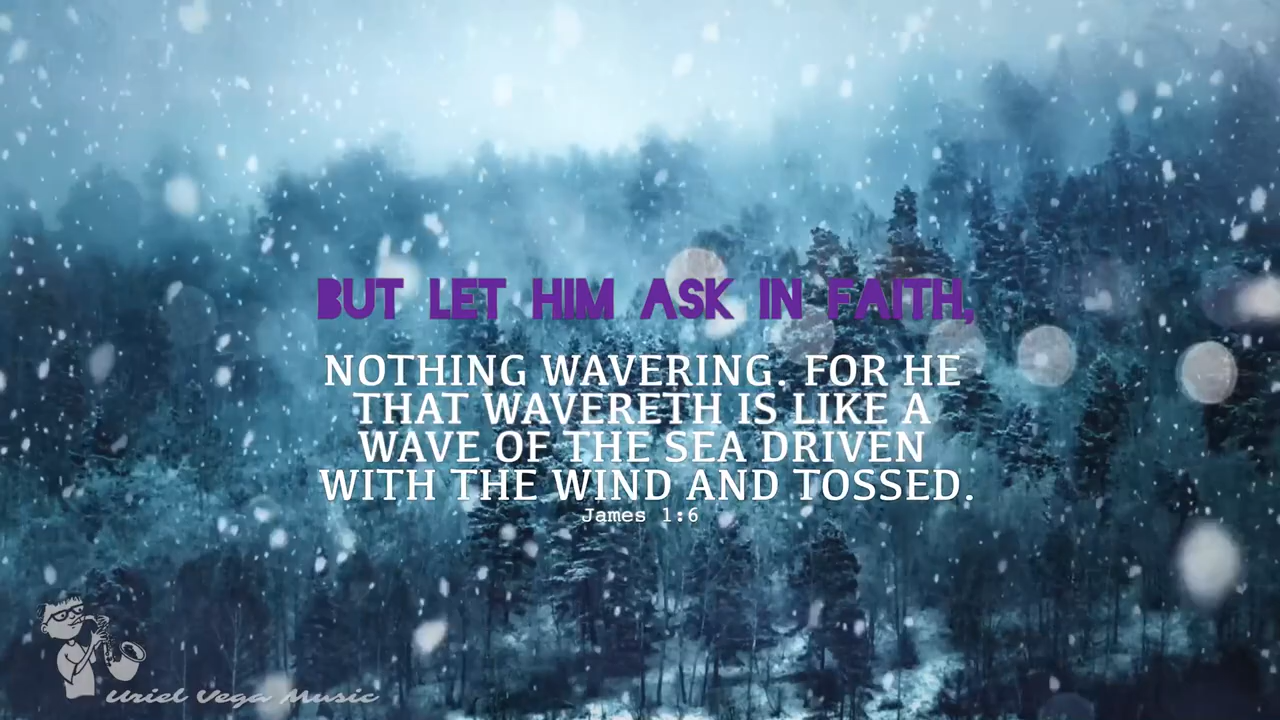 BUT LET HIM ASK IN FAITH,
NOTHING WAVERING. FOR HE
THAT WAVERETH IS LIKE A
WAVE OF THE SEA DRIVEN
WITH THE WIND AND TOSSED.
James 1:6
Uriel Vega Music